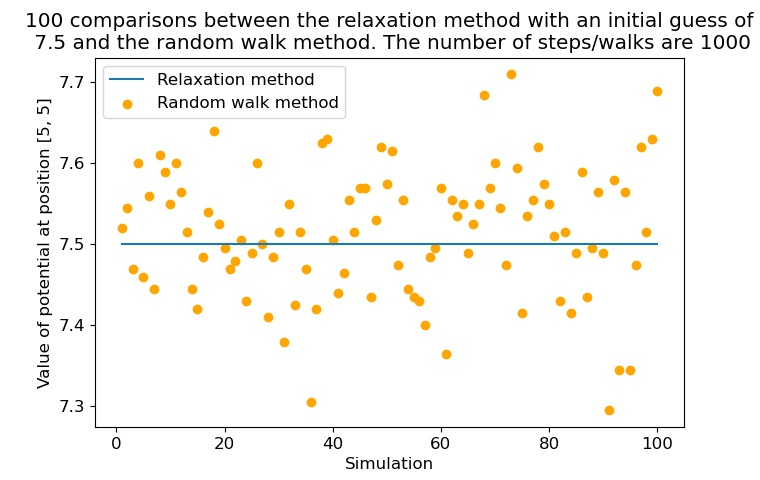 100 comparisons between the relaxation method with an initial guess of
7.5 and the random walk method. The number of steps/walks are 1000
Relaxation method
Random walk method
Value of potential at position [5, 5]
7.7
7.6
7.5
7.4
7.3
0 20 40 60 80 100
Simulation